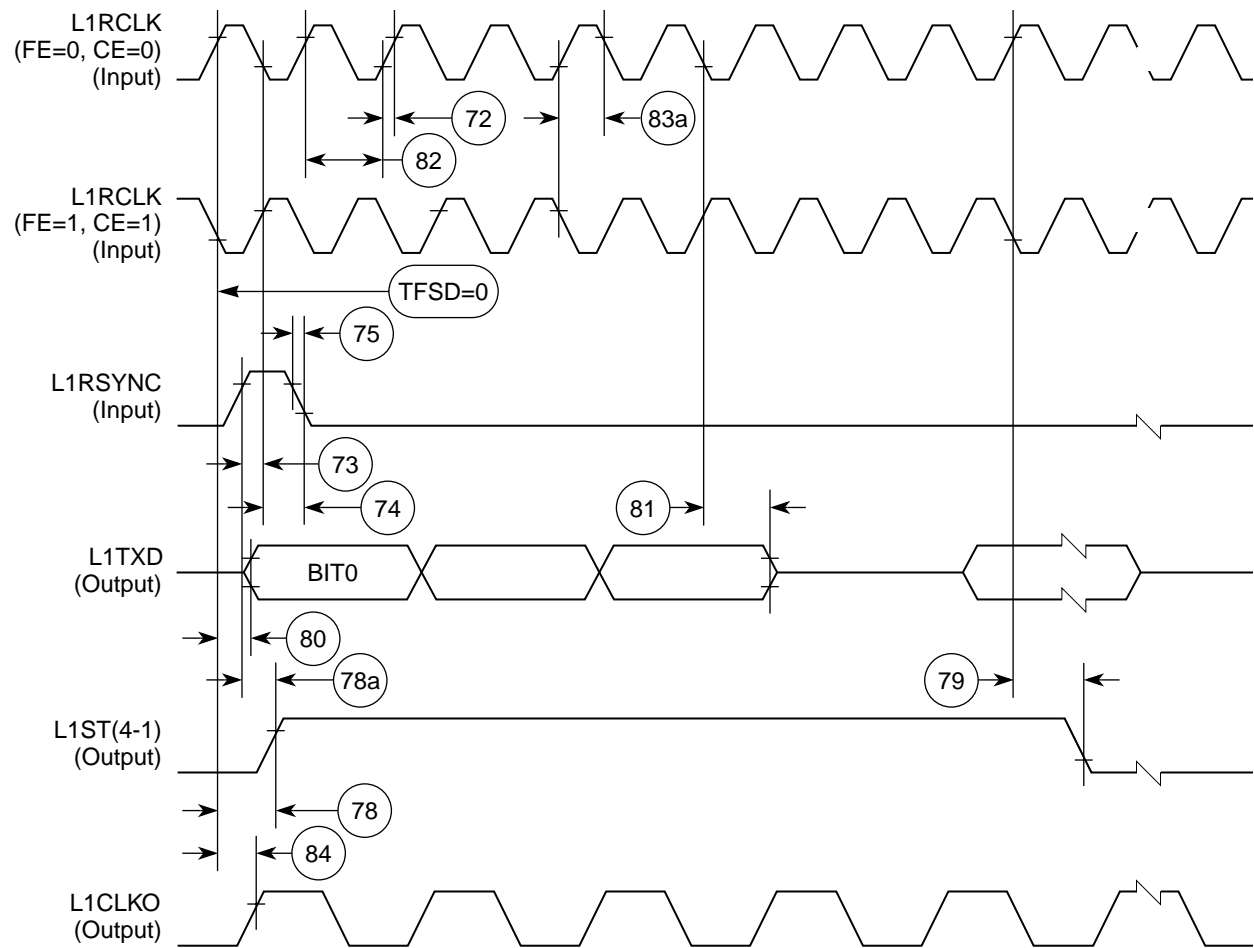 L1RCLK
(FE=0, CE=0)
(Input)
72
83a
82
L1RCLK
(FE=1, CE=1)
(Input)
TFSD=0
75
L1RSYNC
(Input)
73
74
81
L1TXD
(Output)
BIT0
80
78a
79
L1ST(4-1)
(Output)
78
84
L1CLKO
(Output)